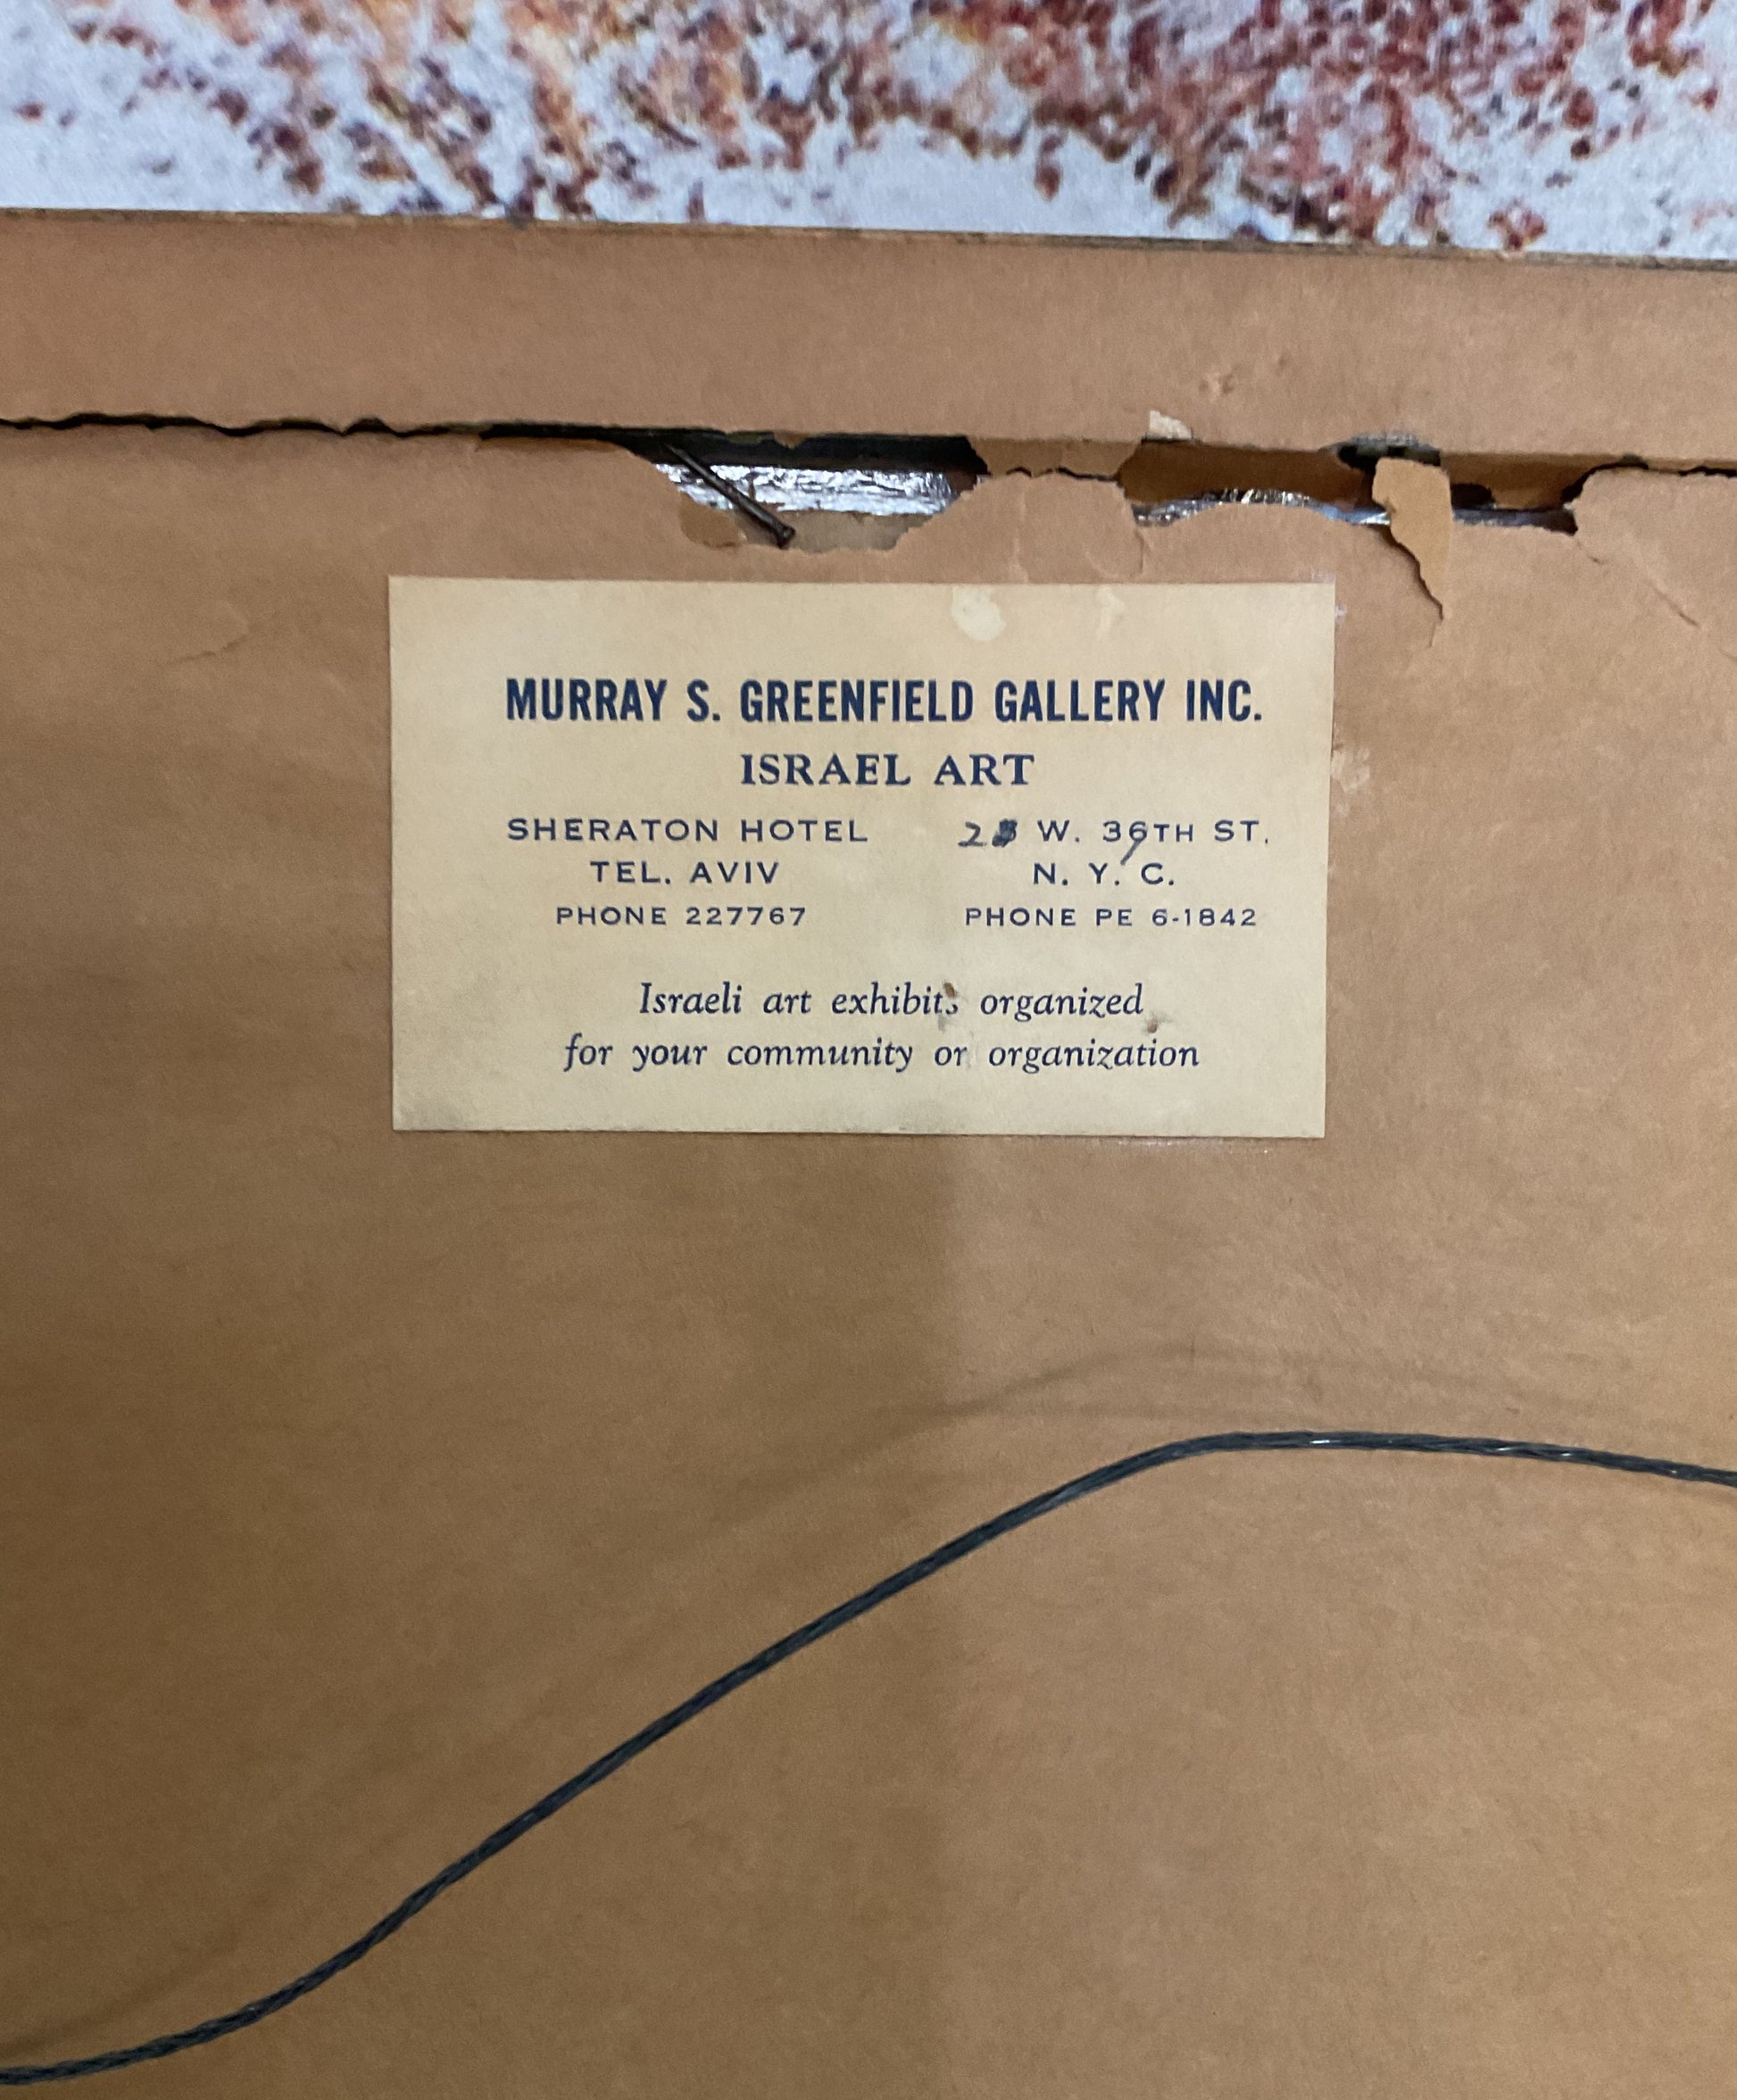 MURRAY S. GREENFIELD GALLERY INC.
ISRAEL ART
SHERATON HOTEL
TEL. AVIV
PHONE 227767
W. 39TH ST.
N. Y. C.
PHONE PE 6-1842
Israeli art exhibits organized
for your community or organization